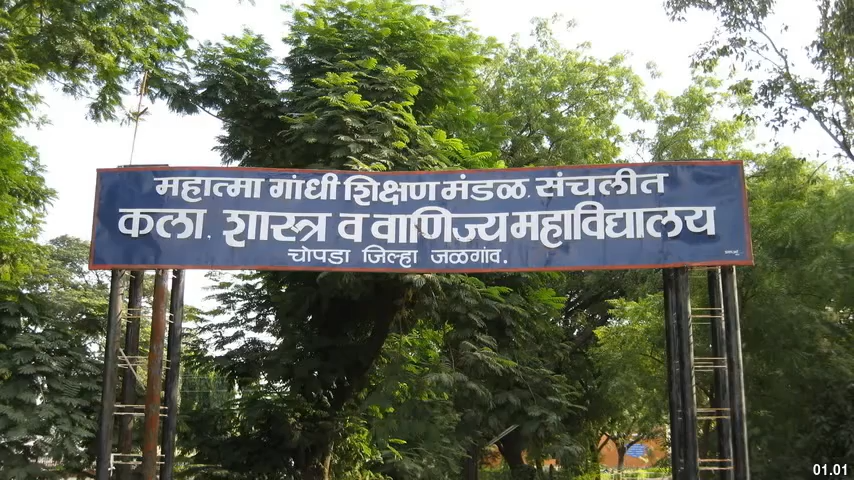 महात्मा गांधी शिक्षण मंडळ. संचलीत
कला, शास्त्र व वाणिज्य महाविद्यालय
चोपडा जिल्हा जळगांव.
01.01